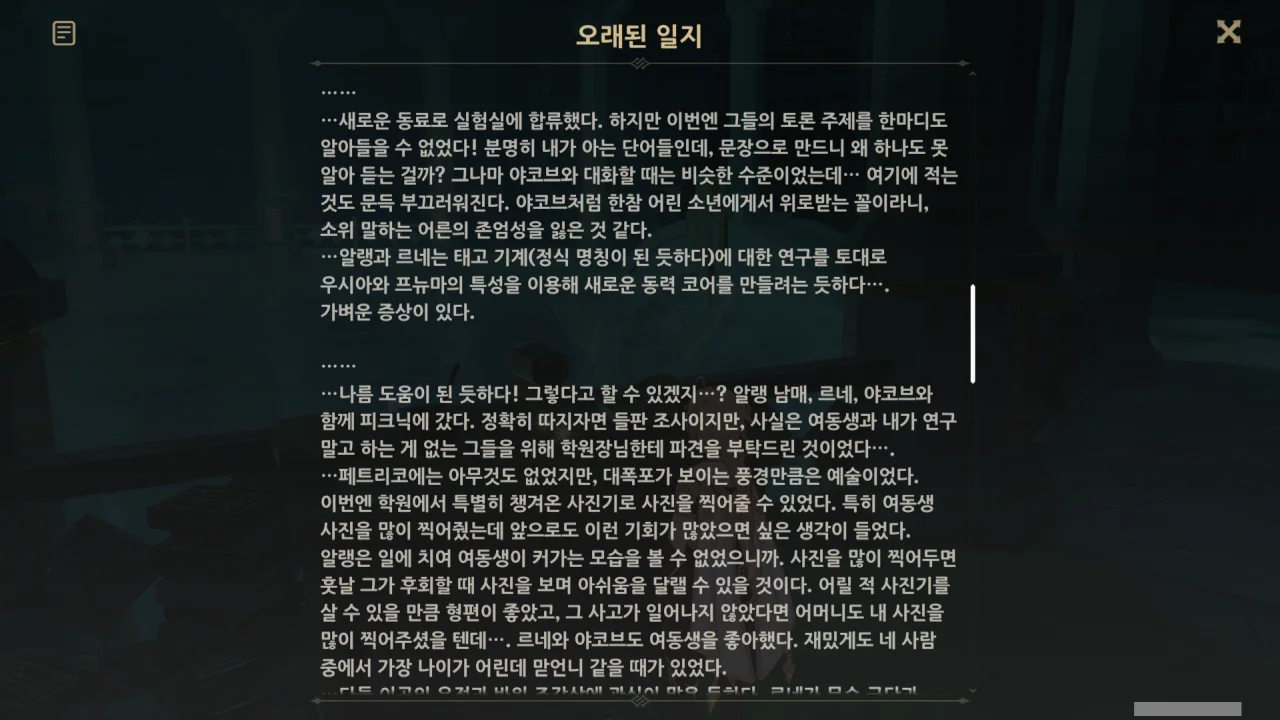 오래된 일지
……
…새로운 동료로 실험실에 합류했다. 하지만 이번엔 그들의 토론 주제를 한마디도
알아들을 수 없었다! 분명히 내가 아는 단어들인데, 문장으로 만드니 왜 하나도 못
알아 듣는 걸까? 그나마 야코브와 대화할 때는 비슷한 수준이었는데… 여기에 적는
것도 문득 부끄러워진다. 야코브처럼 한참 어린 소년에게서 위로받는 꼴이라니,
소위 말하는 어른의 존엄성을 잃은 것 같다.
…알랭과 르네는 태고 기계(정식 명칭이 된 듯하다)에 대한 연구를 토대로
우시아와 프뉴마의 특성을 이용해 새로운 동력 코어를 만들려는 듯하다….
가벼운 증상이 있다.
……
…나름 도움이 된 듯하다! 그렇다고 할 수 있겠지…? 알랭 남매, 르네, 야코브와
함께 피크닉에 갔다. 정확히 따지자면 들판 조사이지만, 사실은 여동생과 내가 연구
말고 하는 게 없는 그들을 위해 학원장님한테 파견을 부탁드린 것이었다….
…페트리코에는 아무것도 없었지만, 대폭포가 보이는 풍경만큼은 예술이었다.
이번엔 학원에서 특별히 챙겨온 사진기로 사진을 찍어줄 수 있었다. 특히 여동생
사진을 많이 찍어줬는데 앞으로도 이런 기회가 많았으면 싶은 생각이 들었다.
알랭은 일에 치여 여동생이 커가는 모습을 볼 수 없었으니까. 사진을 많이 찍어두면
훗날 그가 후회할 때 사진을 보며 아쉬움을 달랠 수 있을 것이다. 어릴 적 사진기를
살 수 있을 만큼 형편이 좋았고, 그 사고가 일어나지 않았다면 어머니도 내 사진을
많이 찍어주셨을 텐데…. 르네와 야코브도 여동생을 좋아했다. 재밌게도 네 사람
중에서 가장 나이가 어린데 맏언니 같을 때가 있었다.